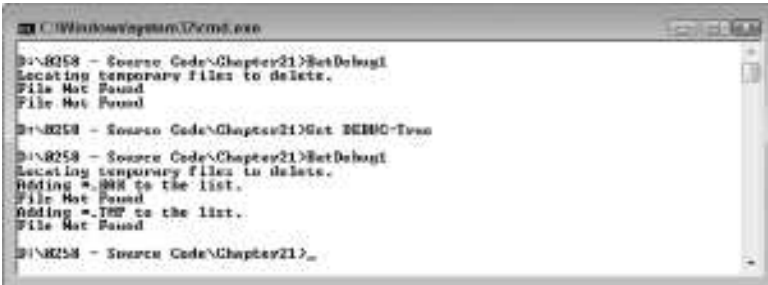 C:\Windows\system32\cmd.exe
D:\0258 - Source Code\Chapter21>BatDebug1
Locating temporary files to delete.
File Not Found
File Not Found
D:\0258 - Source Code\Chapter21>Set DEBUG=True
D:\0258 - Source Code\Chapter21>BatDebug1
Locating temporary files to delete.
Adding *.BAK to the list.
File Not Found
Adding *.TMP to the list.
File Not Found
D:\0258 - Source Code\Chapter21>_